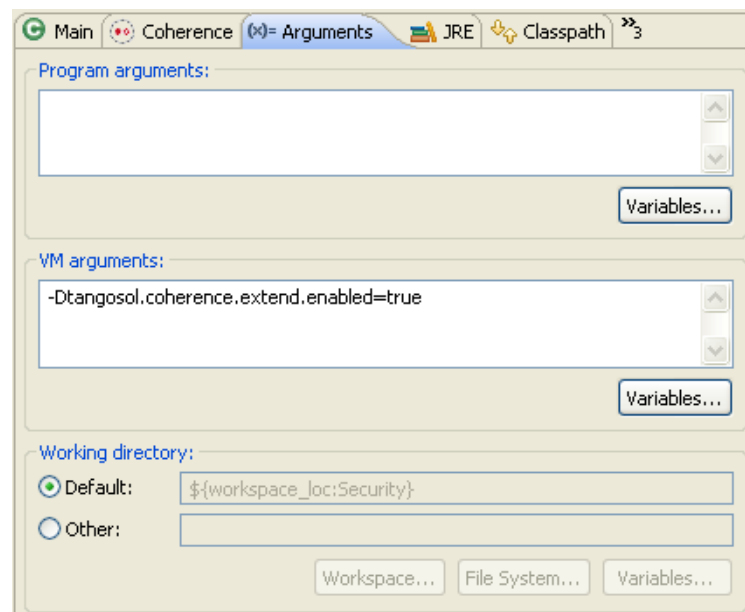 Main Coherence (x)= Arguments JRE Classpath »3
Program arguments:
Variables...
VM arguments:
-Dtangosol.coherence.extend.enabled=true
Variables...
Working directory:
Default: ${workspace_loc:Security}
Other:
Workspace... File System... Variables...